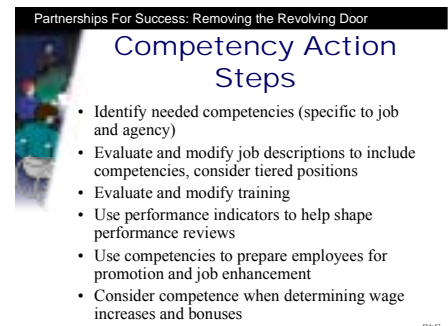 Partnerships For Success: Removing the Revolving Door
Competency Action
Steps
• Identify needed competencies (specific to job
and agency)
• Evaluate and modify job descriptions to include
competencies, consider tiered positions
• Evaluate and modify training
• Use performance indicators to help shape
performance reviews
• Use competencies to prepare employees for
promotion and job enhancement
• Consider competence when determining wage
increases and bonuses